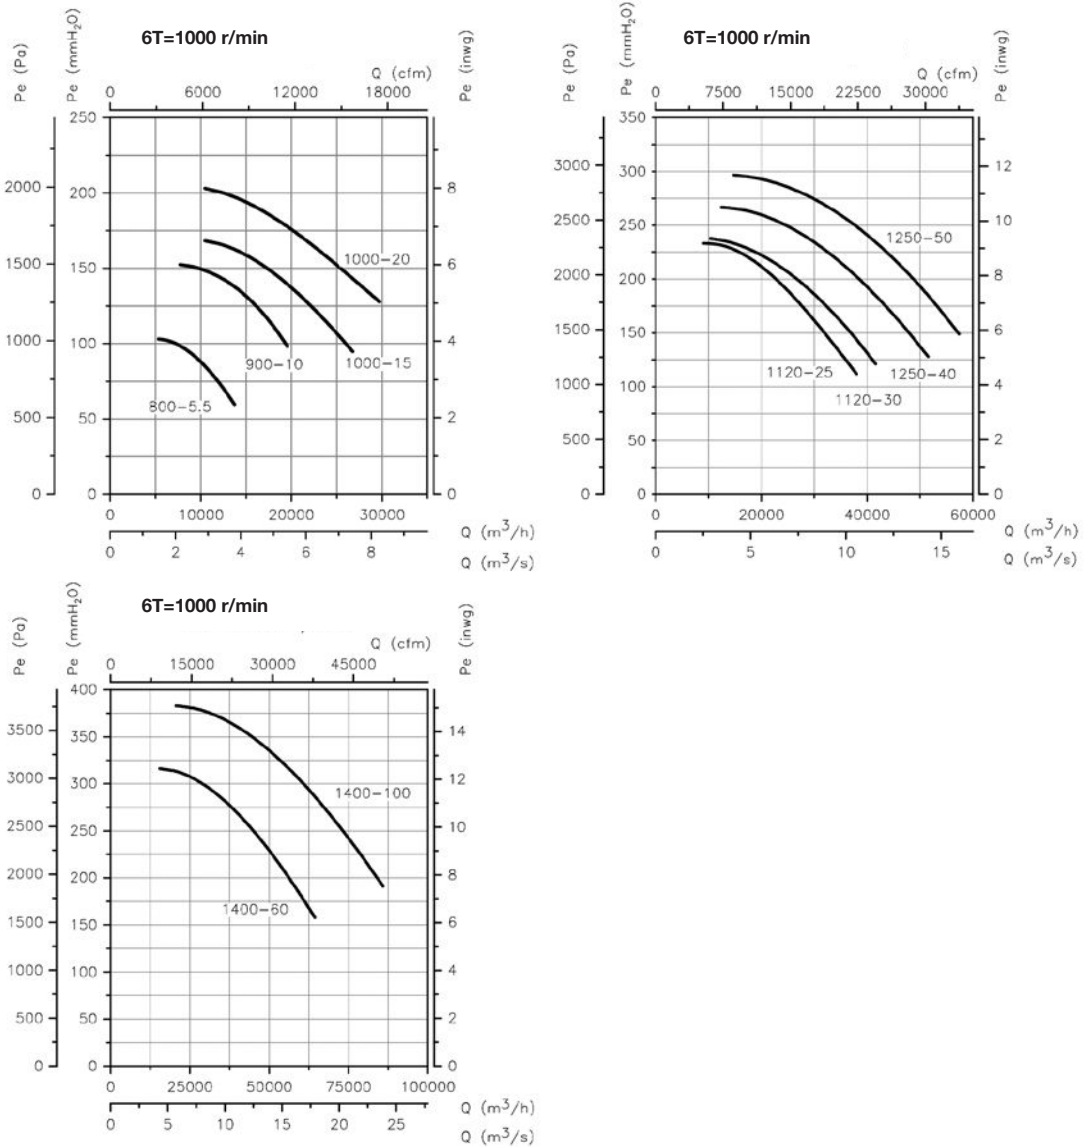 6T=1000 r/min
Pe (Pa)
Pe (mmH2O)
Q (cfm)
Pe (inwg)
0 6000 12000 18000
250
200
150
100
50
0
2000
1500
1000
500
0
8
6
4
2
0
1000-20
1000-15
900-10
800-5.5
0 10000 20000 30000
Q (m³/h)
0 2 4 6 8
Q (m³/s)
6T=1000 r/min
Pe (Pa)
Pe (mmH2O)
Q (cfm)
Pe (inwg)
0 7500 15000 22500 30000
350
300
250
200
150
100
50
0
3000
2500
2000
1500
1000
500
0
12
10
8
6
4
2
0
1250-50
1120-25
1250-40
1120-30
0 20000 40000 60000
Q (m³/h)
0 5 10 15
Q (m³/s)
6T=1000 r/min
Pe (Pa)
Pe (mmH2O)
Q (cfm)
Pe (inwg)
0 15000 30000 45000
400
350
300
250
200
150
100
50
0
3500
3000
2500
2000
1500
1000
500
0
14
12
10
8
6
4
2
0
1400-100
1400-60
0 25000 50000 75000 100000
Q (m³/h)
0 5 10 15 20 25
Q (m³/s)